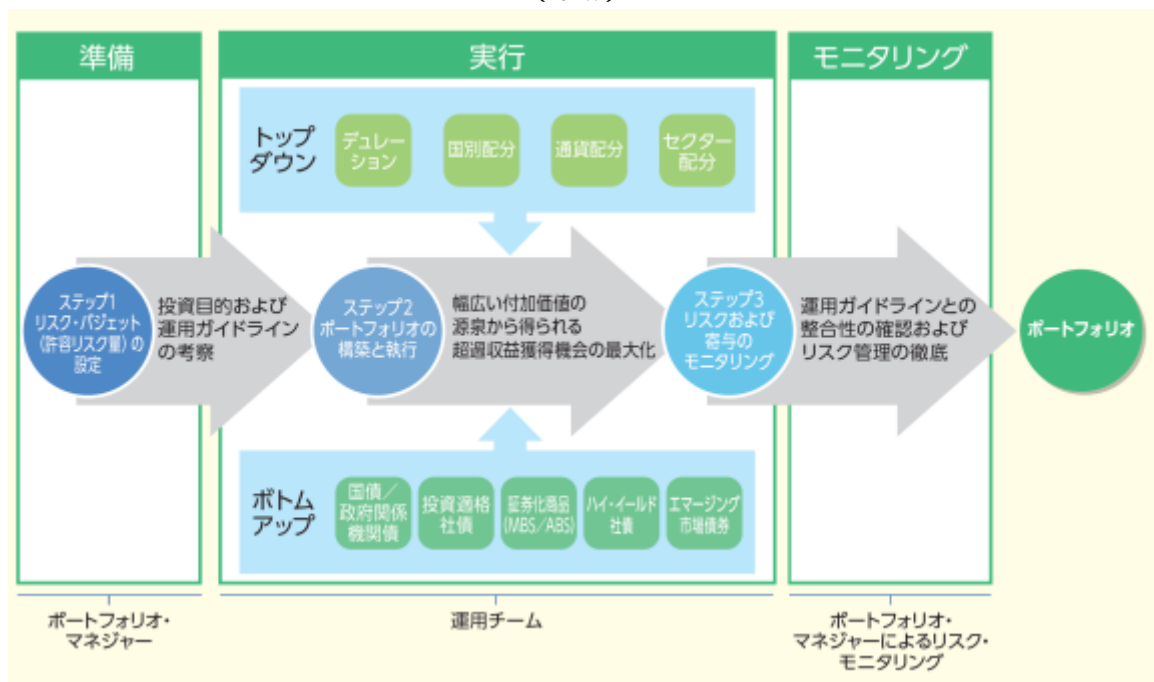 準備
実行
モニタリング
トップ
ダウン
デュレー
ション
国別配分
通貨配分
セクター
配分
ステップ1
リスク・バジェット
(許容リスク量)の
設定
投資目的および
運用ガイドライン
の考察
ステップ2
ポートフォリオの
構築と執行
幅広い付加価値の
源泉から得られる
超過収益獲得機会の最大化
ステップ3
リスクおよび
寄与の
モニタリング
運用ガイドラインとの
整合性の確認および
リスク管理の徹底
ポートフォリオ
ボトム
アップ
国債/
政府関係
機関債
投資適格
社債
証券化商品
(MBS/ABS)
ハイ・イールド
社債
エマージング
市場債券
ポートフォリオ・
マネジャー
運用チーム
ポートフォリオ・
マネジャーによるリスク・
モニタリング